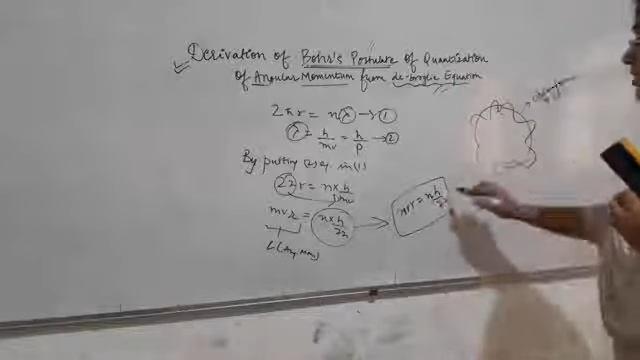 Derivation of Bohr's Postulate of Quantization
of Angular Momentum from de-broglie Equation
2πr = nλ → ①
λ = h/mv = h/p → ②
By putting (2) eq. in (1)
2πr = n×h/mv
mvr = n×h/2π → mvr = nh/2π
L (Ang Mom)